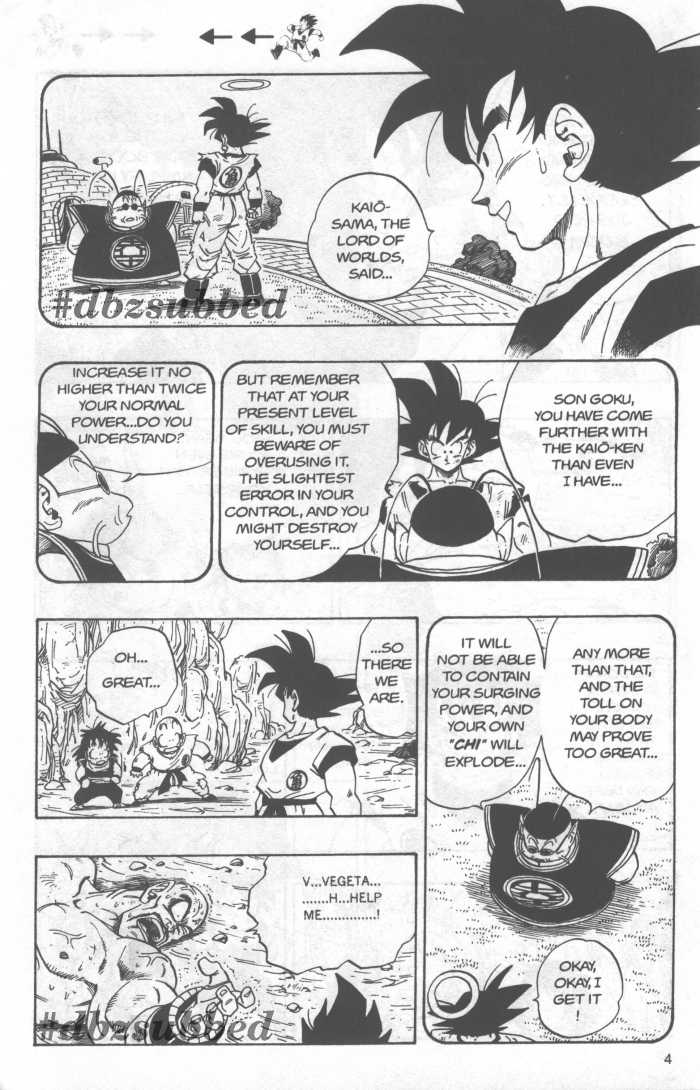 KAIŌ-
SAMA, THE
LORD OF
WORLDS,
SAID...
#dbzsubbed
SON GOKU,
YOU HAVE COME
FURTHER WITH
THE KAIŌ-KEN
THAN EVEN
I HAVE...
BUT REMEMBER
THAT AT YOUR
PRESENT LEVEL
OF SKILL, YOU MUST
BEWARE OF
OVERUSING IT.
THE SLIGHTEST
ERROR IN YOUR
CONTROL, AND YOU
MIGHT DESTROY
YOURSELF...
INCREASE IT NO
HIGHER THAN TWICE
YOUR NORMAL
POWER...DO YOU
UNDERSTAND?
ANY MORE
THAN THAT,
AND THE
TOLL ON
YOUR BODY
MAY PROVE
TOO GREAT...
IT WILL
NOT BE ABLE
TO CONTAIN
YOUR SURGING
POWER, AND
YOUR OWN
"CHI" WILL
EXPLODE...
OKAY,
OKAY, I
GET IT
!
...SO
THERE
WE
ARE.
OH...
GREAT...
V...VEGETA...
.......H...HELP
ME..............!
#dbzsubbed
4